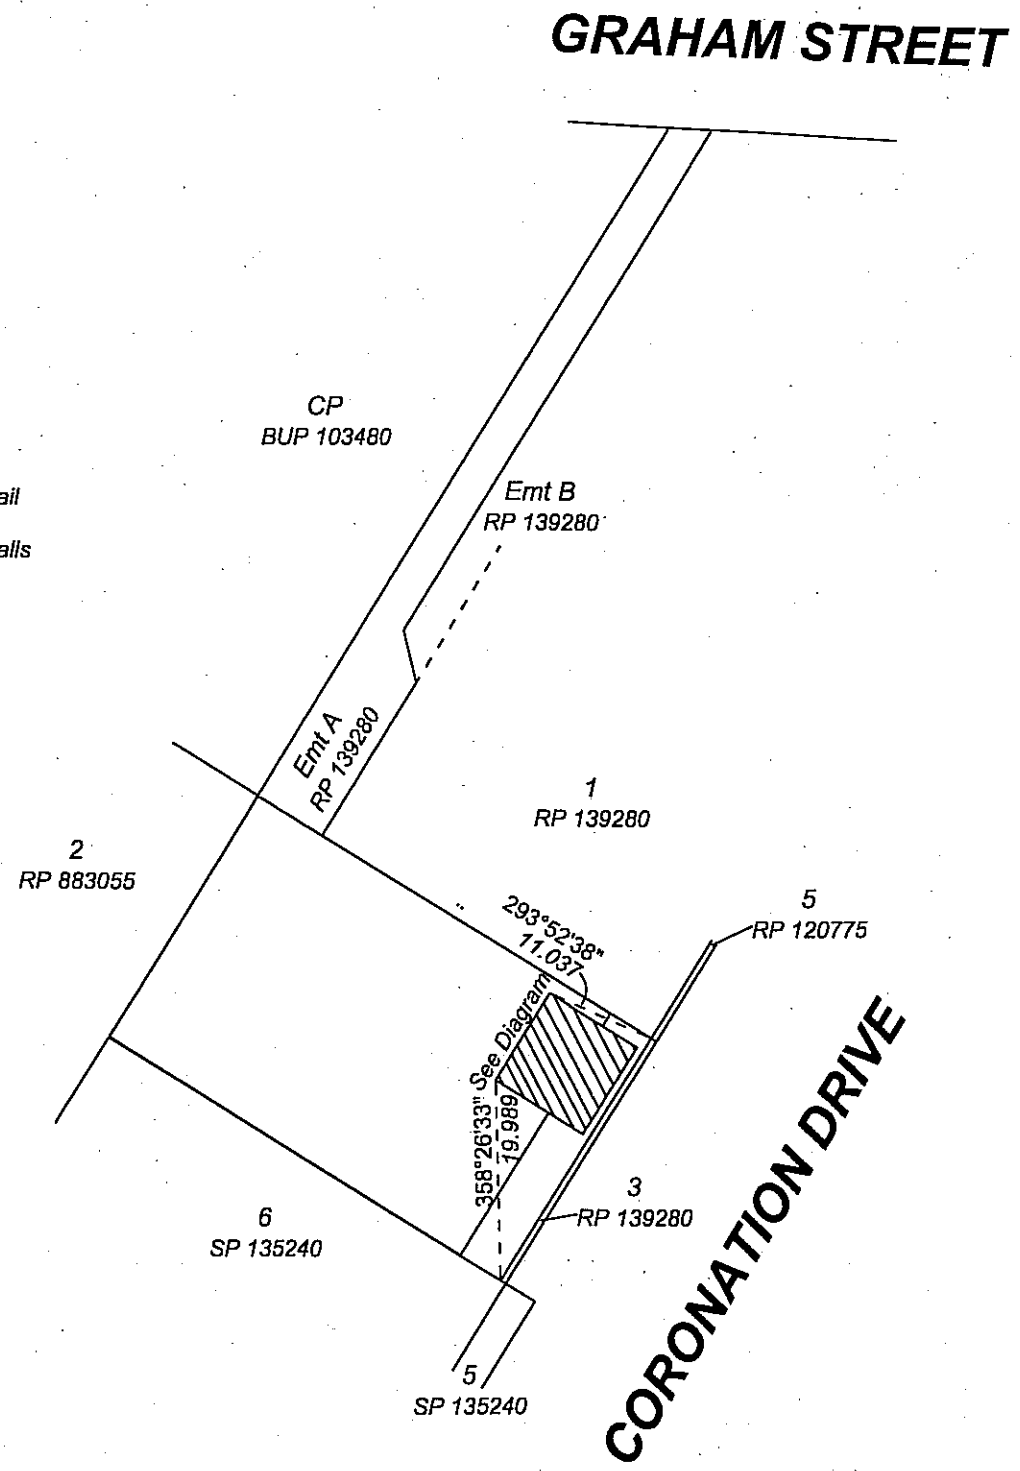 GRAHAM STREET
CP
BUP 103480
ail
Emt B
RP 139280
alls
Emt A
RP 139280
1
RP 139280
2
RP 883055
5
RP 120775
293°52'38"
11.037
See Diagram
358°26'33"
19.989
CORONATION DRIVE
3
RP 139280
6
SP 135240
5
SP 135240